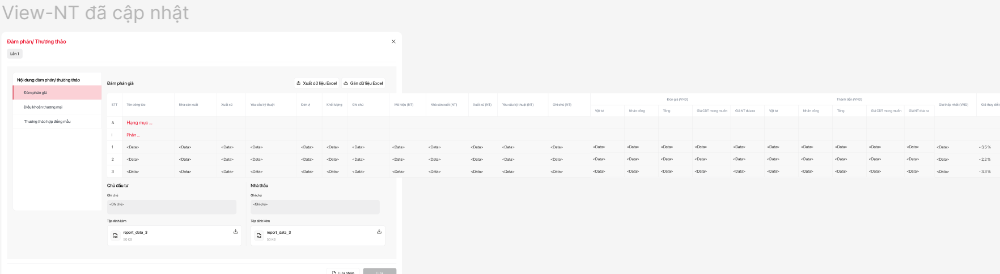 View-NT đã cập nhật
Đàm phán/ Thương thảo
Lần 1
Nội dung đàm phán/ thương thảo
Đàm phán giá
Điều khoản thương mại
Thương thảo hợp đồng mẫu
Đàm phán giá
Xuất dữ liệu Excel
Gán dữ liệu Excel
STT Tên công tác Nhà sản xuất Xuất xứ Yêu cầu kỹ thuật Đơn vị Khối lượng Ghi chú Mã hiệu (NT) Nhà sản xuất (NT) Xuất xứ (NT) Yêu cầu kỹ thuật (NT) Ghi chú (NT) Đơn giá (VND) Thành tiền (VND) Giá thấp nhất (VND) Giá thay đổi
Vật tư Nhân công Tổng Giá CDT mong muốn Giá NT đưa ra Vật tư Nhân công Tổng Giá CDT mong muốn Giá NT đưa ra
A Hạng mục ...
I Phần ...
1 <Data> <Data> <Data> <Data> <Data> <Data> <Data> <Data> <Data> <Data> <Data> <Data> <Data> <Data> <Data> <Data> <Data> <Data> <Data> <Data> <Data> <Data> <Data> - 3,5 %
2 <Data> <Data> <Data> <Data> <Data> <Data> <Data> <Data> <Data> <Data> <Data> <Data> <Data> <Data> <Data> <Data> <Data> <Data> <Data> <Data> <Data> <Data> <Data> - 2,2 %
3 <Data> <Data> <Data> <Data> <Data> <Data> <Data> <Data> <Data> <Data> <Data> <Data> <Data> <Data> <Data> <Data> <Data> <Data> <Data> <Data> <Data> <Data> <Data> - 3.3 %
Chủ đầu tư
Ghi chú
<Ghi chú>
Tệp đính kèm
XLS
report_data_3
50 KB
Nhà thầu
Ghi chú
<Ghi chú>
Tệp đính kèm
XLS
report_data_3
50 KB
Lưu nháp
Lưu